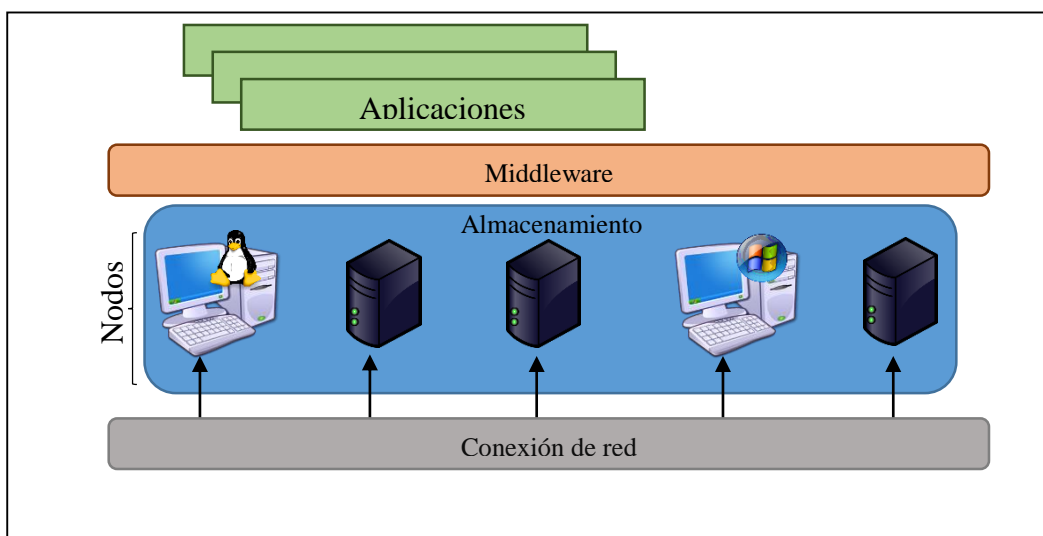 Aplicaciones
Middleware
Almacenamiento
Nodos
Conexión de red